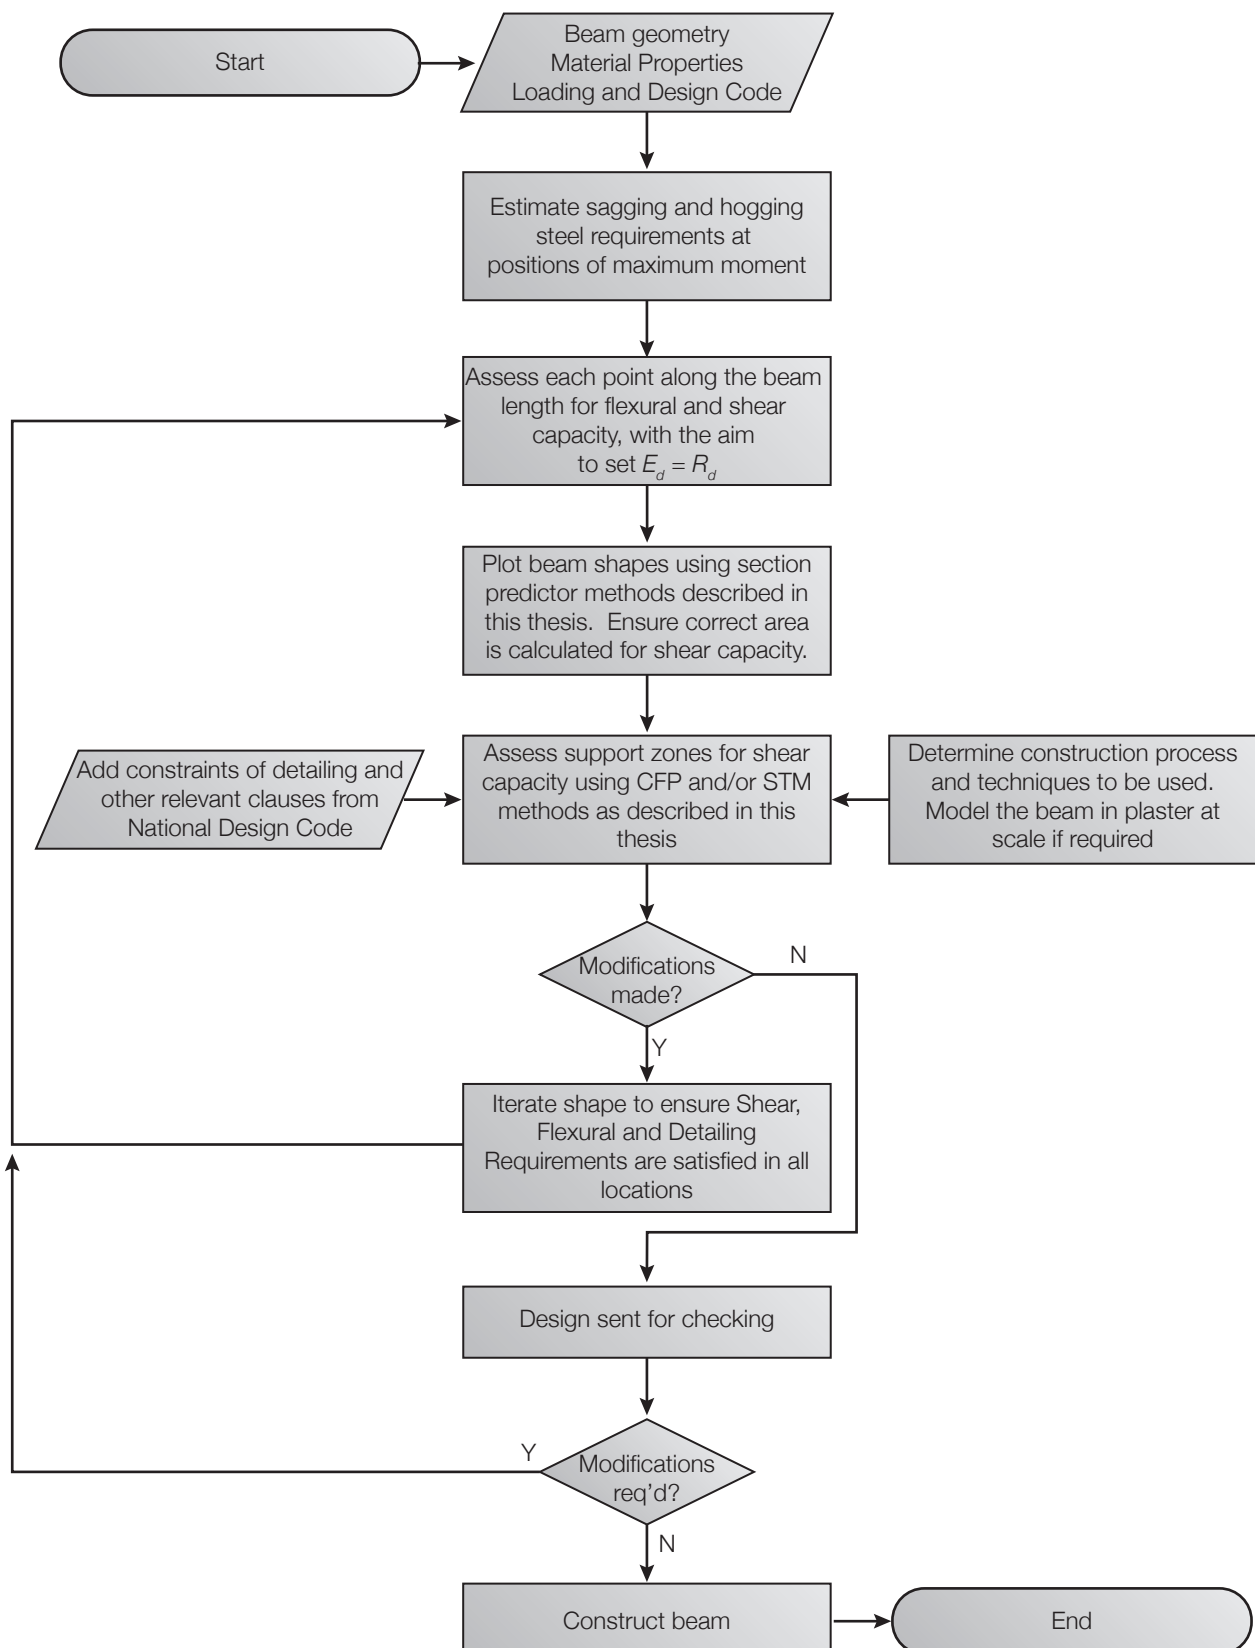 Start
Beam geometry
Material Properties
Loading and Design Code
Estimate sagging and hogging
steel requirements at
positions of maximum moment
Assess each point along the beam
length for flexural and shear
capacity, with the aim
to set E_d = R_d
Plot beam shapes using section
predictor methods described in
this thesis.  Ensure correct area
is calculated for shear capacity.
Add constraints of detailing and
other relevant clauses from
National Design Code
Assess support zones for shear
capacity using CFP and/or STM
methods as described in this
thesis
Determine construction process
and techniques to be used.
Model the beam in plaster at
scale if required
Modifications
made?
N
Y
Iterate shape to ensure Shear,
Flexural and Detailing
Requirements are satisfied in all
locations
Design sent for checking
Y
Modifications
req'd?
N
Construct beam
End